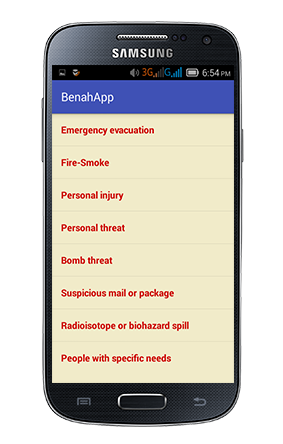 SAMSUNG
3G G 6:54 PM
BenahApp
Emergency evacuation
Fire-Smoke
Personal injury
Personal threat
Bomb threat
Suspicious mail or package
Radioisotope or biohazard spill
People with specific needs